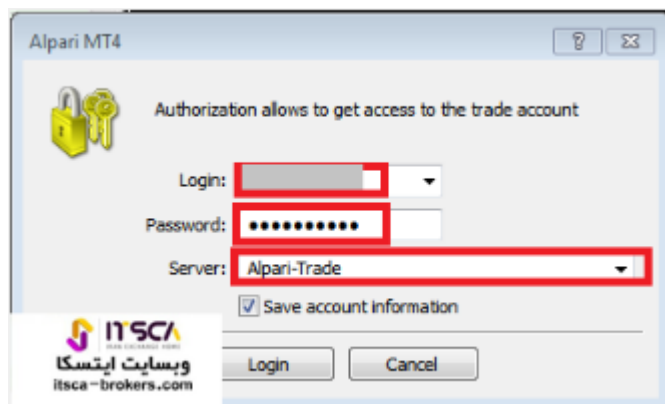 Alpari MT4
Authorization allows to get access to the trade account
Login:
Password: ●●●●●●●●●●
Server: Alpari-Trade
Save account information
Login Cancel
ITSCA
وبسایت ایتسکا
itsca-brokers.com